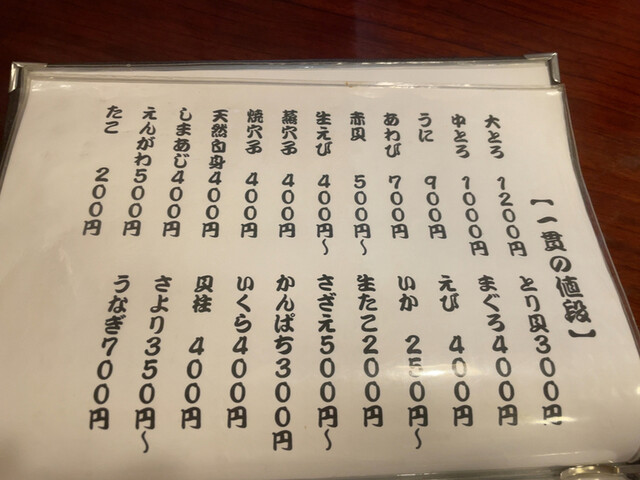 【一貫の値段】
大とろ 1200円
中とろ 1000円
うに 900円
あわび 700円
赤貝 500円～
生えび 400円～
蒸穴子 400円
焼穴子 400円
天然白身 400円
しまあじ 400円
えんがわ 500円
たこ 200円
とり貝 300円
まぐろ 400円
えび 400円
いか 250円～
生たこ 200円
さざえ 500円～
かんぱち 300円
いくら 400円
貝柱 400円
さより 350円～
うなぎ 700円